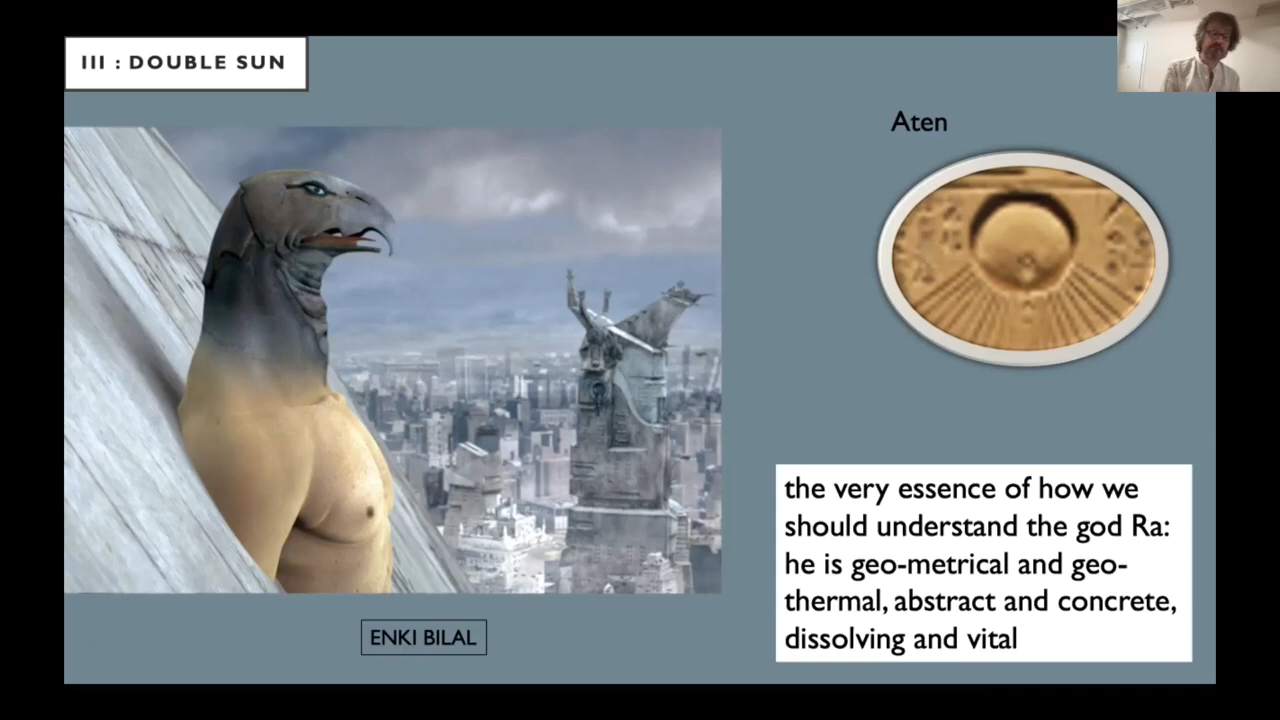 III : DOUBLE SUN
Aten
the very essence of how we
should understand the god Ra:
he is geo-metrical and geo-
thermal, abstract and concrete,
dissolving and vital
ENKI BILAL